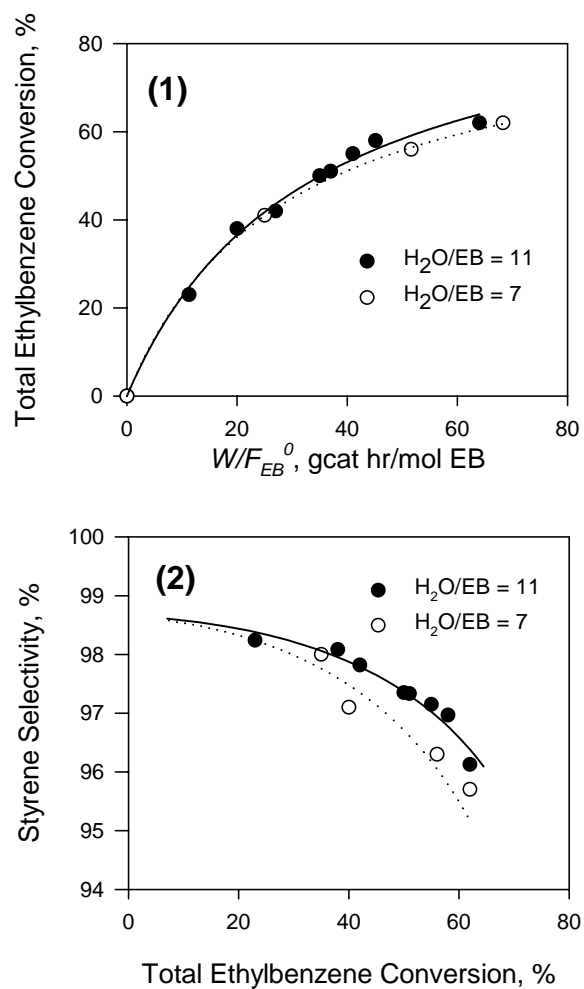 80
60
40
20
0
Total Ethylbenzene Conversion, %
(1)
H₂O/EB = 11
H₂O/EB = 7
0 20 40 60 80
W/F_EB⁰, gcat hr/mol EB
100
99
98
97
96
95
94
Styrene Selectivity, %
(2)
H₂O/EB = 11
H₂O/EB = 7
0 20 40 60 80
Total Ethylbenzene Conversion, %